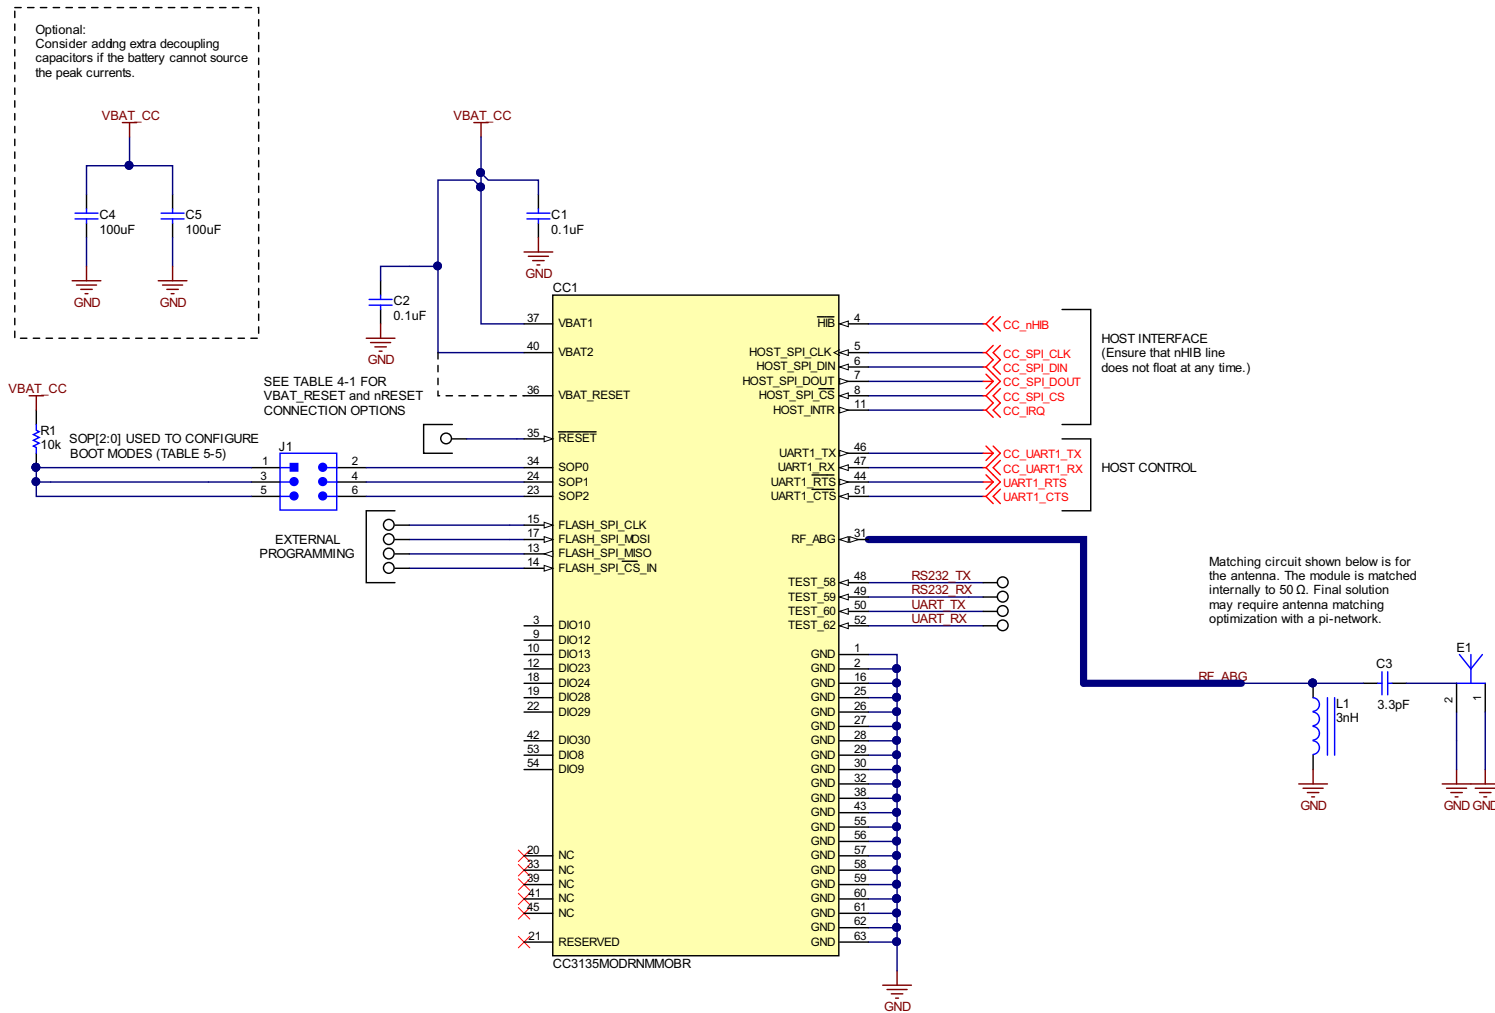 Optional:
Consider adding extra decoupling
capacitors if the battery cannot source
the peak currents.
VBAT_CC
C4
100uF
C5
100uF
GND
GND
VBAT_CC
C1
0.1uF
GND
C2
0.1uF
GND
VBAT_CC
R1
10k
SOP[2:0] USED TO CONFIGURE
BOOT MODES (TABLE 5-5)
SEE TABLE 4-1 FOR
VBAT_RESET and nRESET
CONNECTION OPTIONS
J1
1 2
3 4
5 6
EXTERNAL
PROGRAMMING
CC1
37 VBAT1
40 VBAT2
36 VBAT_RESET
35 RESET
34 SOP0
24 SOP1
23 SOP2
15 FLASH_SPI_CLK
17 FLASH_SPI_MOSI
13 FLASH_SPI_MISO
14 FLASH_SPI_CS_IN
3 DIO10
9 DIO12
10 DIO13
12 DIO23
18 DIO24
19 DIO28
22 DIO29
42 DIO30
53 DIO8
54 DIO9
20 NC
33 NC
39 NC
41 NC
45 NC
21 RESERVED
CC3135MODRNMMOBR
HIB 4 CC_nHIB
HOST_SPI_CLK 5 CC_SPI_CLK
HOST_SPI_DIN 6 CC_SPI_DIN
HOST_SPI_DOUT 7 CC_SPI_DOUT
HOST_SPI_CS 8 CC_SPI_CS
HOST_INTR 11 CC_IRQ
HOST INTERFACE
(Ensure that nHIB line
does not float at any time.)
UART1_TX 46 CC_UART1_TX
UART1_RX 47 CC_UART1_RX
UART1_RTS 44 UART1_RTS
UART1_CTS 51 UART1_CTS
HOST CONTROL
RF_ABG 31
TEST_58 48 RS232_TX
TEST_59 49 RS232_RX
TEST_60 50 UART_TX
TEST_62 52 UART_RX
GND 1
GND 2
GND 16
GND 25
GND 26
GND 27
GND 28
GND 29
GND 30
GND 32
GND 38
GND 43
GND 55
GND 56
GND 57
GND 58
GND 59
GND 60
GND 61
GND 62
GND 63
GND
Matching circuit shown below is for
the antenna. The module is matched
internally to 50 Ω. Final solution
may require antenna matching
optimization with a pi-network.
RF_ABG
L1
3nH
GND
C3
3.3pF
E1
2 1
GND GND